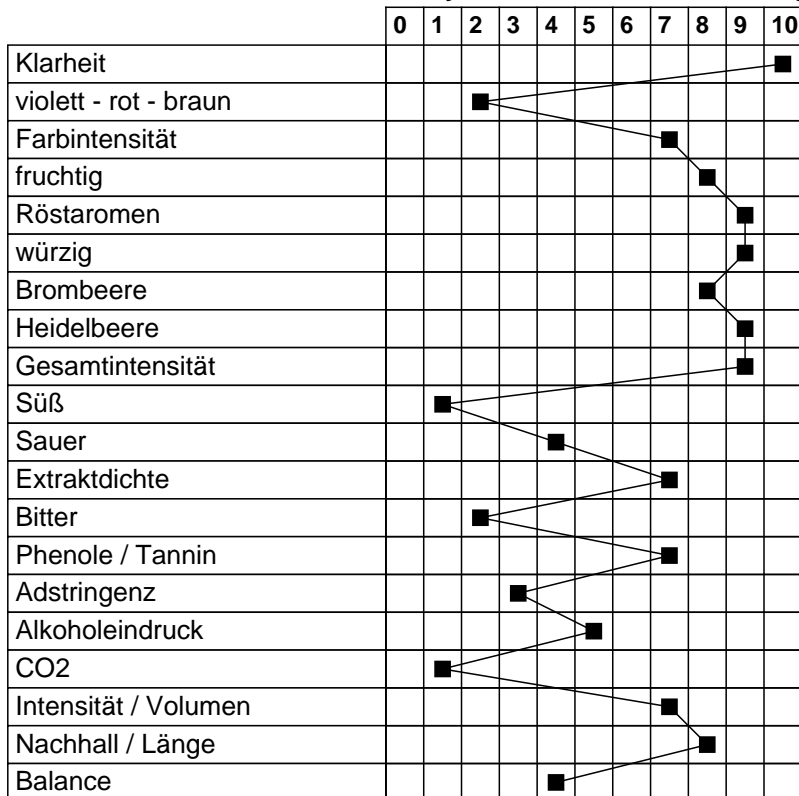 0 1 2 3 4 5 6 7 8 9 10
Klarheit
violett - rot - braun
Farbintensität
fruchtig
Röstaromen
würzig
Brombeere
Heidelbeere
Gesamtintensität
Süß
Sauer
Extraktdichte
Bitter
Phenole / Tannin
Adstringenz
Alkoholeindruck
CO2
Intensität / Volumen
Nachhall / Länge
Balance